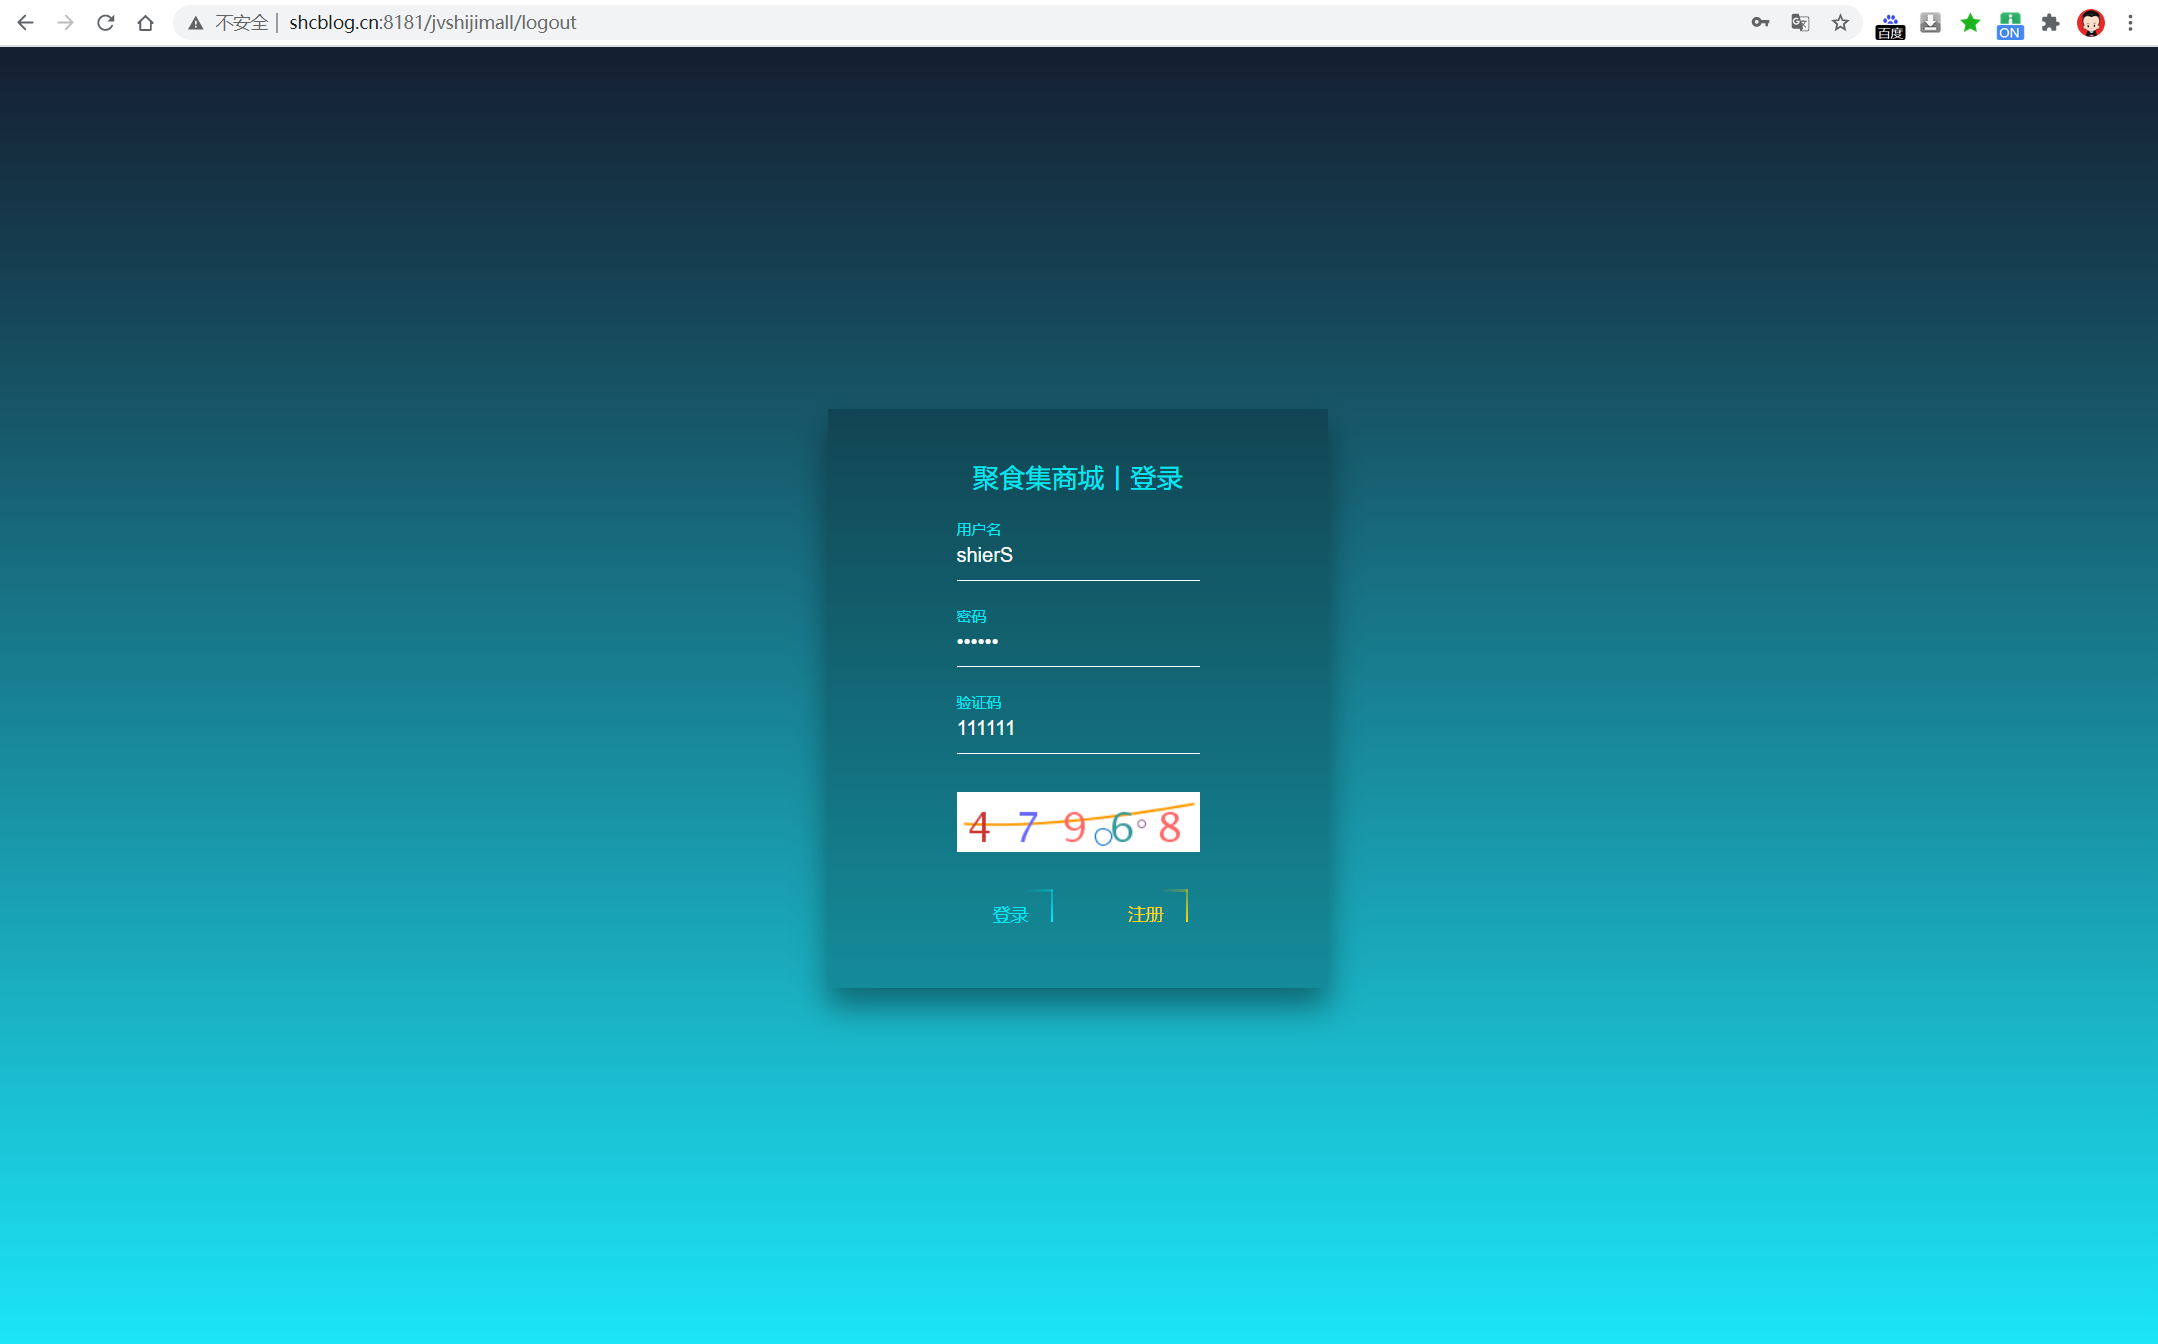 不安全 | shcblog.cn:8181/jvshijimall/logout
百度
ON
聚食集商城丨登录
用户名
shierS
密码
••••••
验证码
111111
4 7 9 6 8
登录 注册